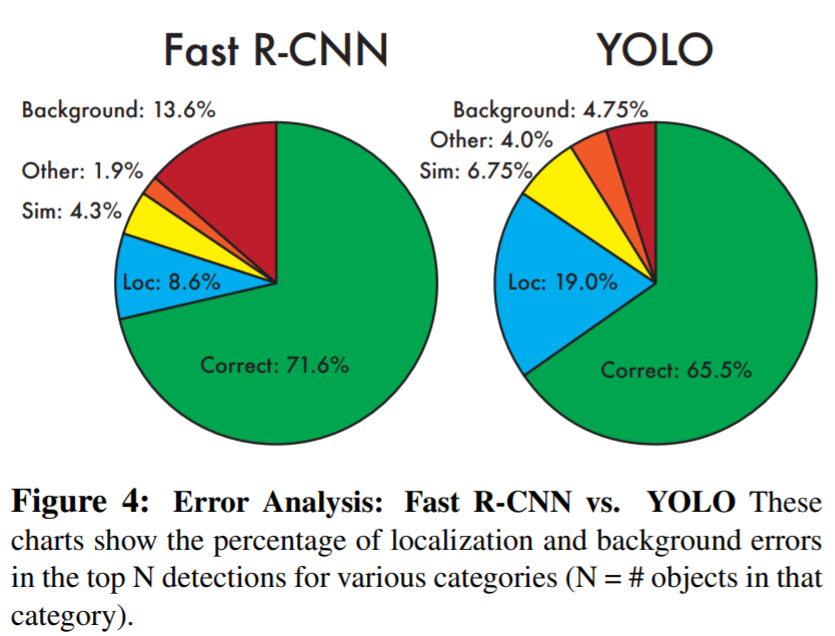 Fast R-CNN
YOLO
Background: 13.6%
Other: 1.9%
Sim: 4.3%
Loc: 8.6%
Correct: 71.6%
Background: 4.75%
Other: 4.0%
Sim: 6.75%
Loc: 19.0%
Correct: 65.5%
Figure 4: Error Analysis: Fast R-CNN vs. YOLO These
charts show the percentage of localization and background errors
in the top N detections for various categories (N = # objects in that
category).